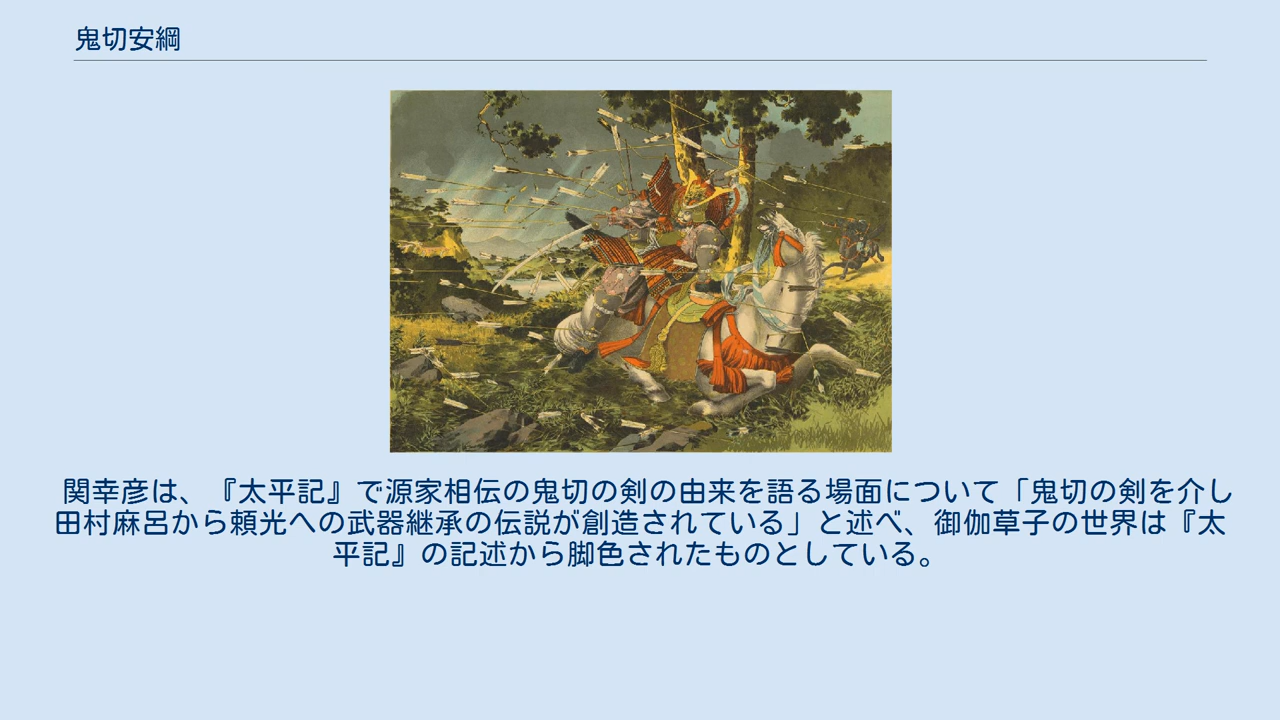 鬼切安綱
関幸彦は、『太平記』で源家相伝の鬼切の剣の由来を語る場面について「鬼切の剣を介し
田村麻呂から頼光への武器継承の伝説が創造されている」と述べ、御伽草子の世界は『太
平記』の記述から脚色されたものとしている。